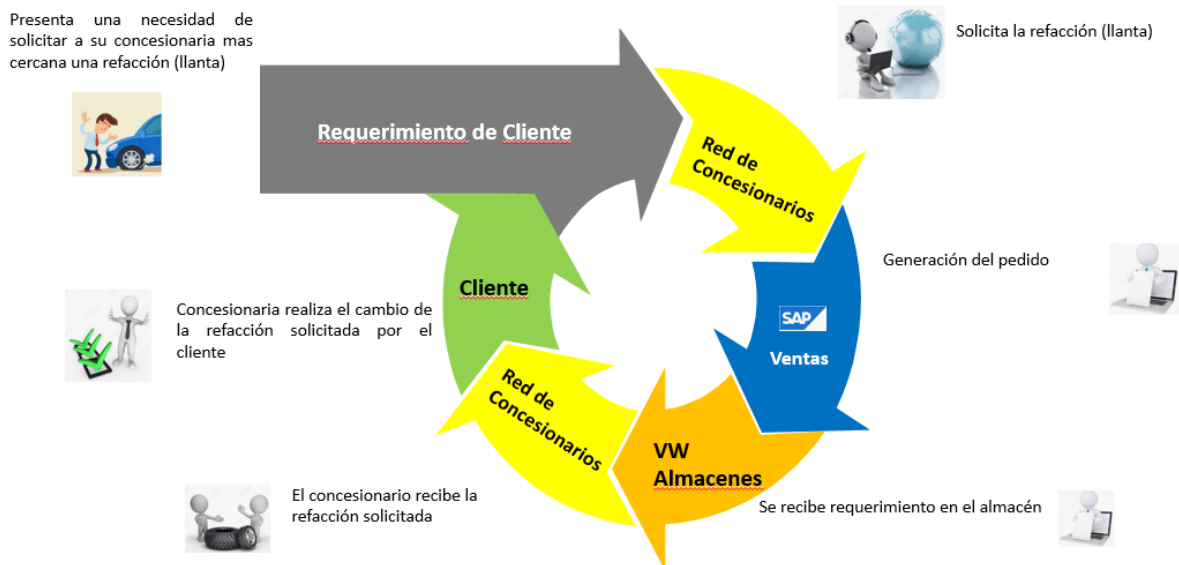 Presenta una necesidad de
solicitar a su concesionaria mas
cercana una refacción (llanta)
Requerimiento de Cliente
Solicita la refacción (llanta)
Red de
Concesionarios
Generación del pedido
SAP
Ventas
VW
Almacenes
Se recibe requerimiento en el almacén
Red de
Concesionarios
El concesionario recibe la
refacción solicitada
Cliente
Concesionaria realiza el cambio de
la refacción solicitada por el
cliente